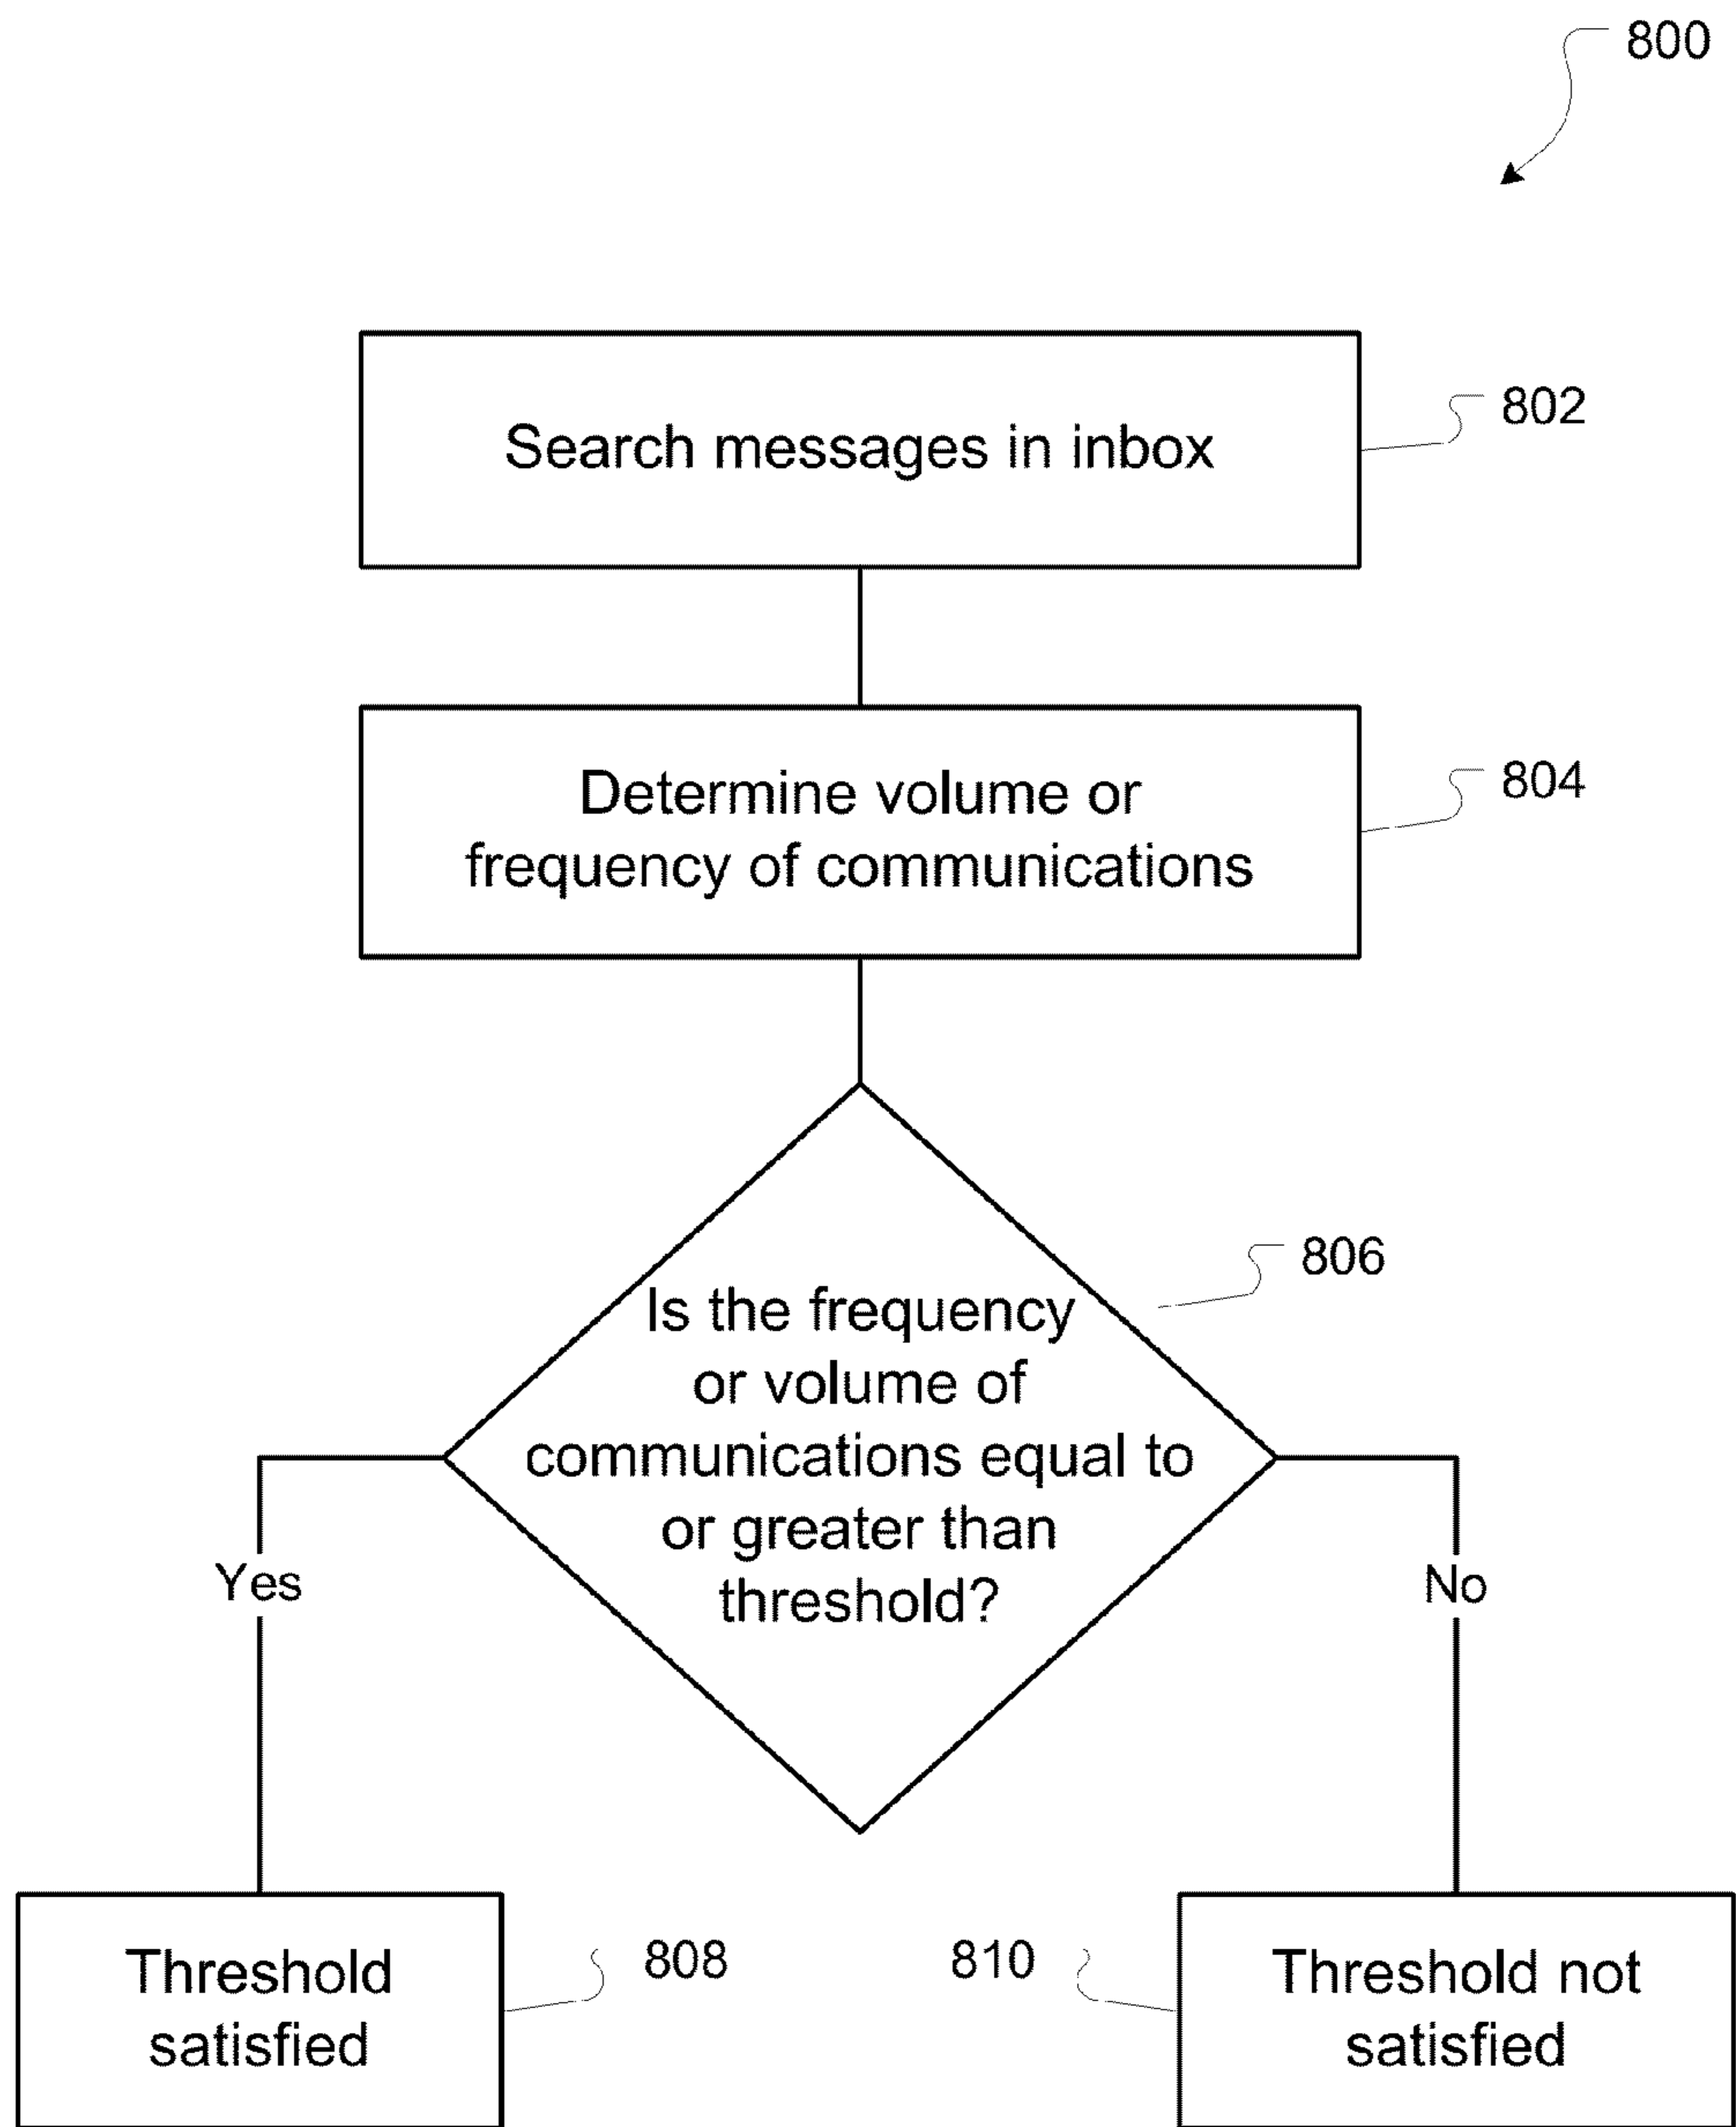 800
Search messages in inbox
802
Determine volume or
frequency of communications
804
Is the frequency
or volume of
communications equal to
or greater than
threshold?
806
Yes
No
Threshold
satisfied
808
810
Threshold not
satisfied